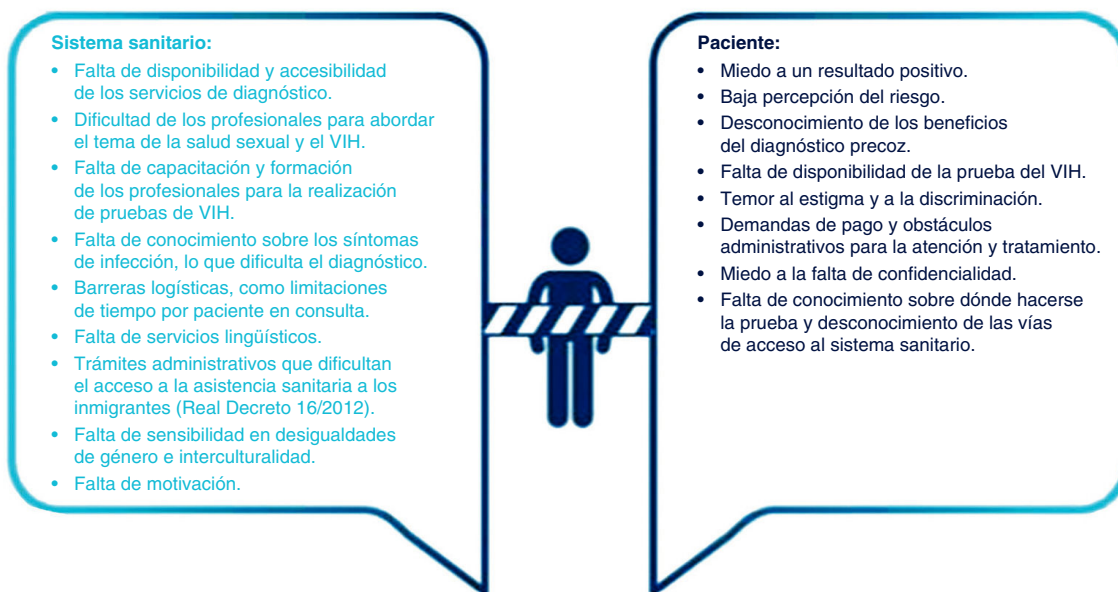 Sistema sanitario:
• Falta de disponibilidad y accesibilidad
de los servicios de diagnóstico.
• Dificultad de los profesionales para abordar
el tema de la salud sexual y el VIH.
• Falta de capacitación y formación
de los profesionales para la realización
de pruebas de VIH.
• Falta de conocimiento sobre los síntomas
de infección, lo que dificulta el diagnóstico.
• Barreras logísticas, como limitaciones
de tiempo por paciente en consulta.
• Falta de servicios lingüísticos.
• Trámites administrativos que dificultan
el acceso a la asistencia sanitaria a los
inmigrantes (Real Decreto 16/2012).
• Falta de sensibilidad en desigualdades
de género e interculturalidad.
• Falta de motivación.
Paciente:
• Miedo a un resultado positivo.
• Baja percepción del riesgo.
• Desconocimiento de los beneficios
del diagnóstico precoz.
• Falta de disponibilidad de la prueba del VIH.
• Temor al estigma y a la discriminación.
• Demandas de pago y obstáculos
administrativos para la atención y tratamiento.
• Miedo a la falta de confidencialidad.
• Falta de conocimiento sobre dónde hacerse
la prueba y desconocimiento de las vías
de acceso al sistema sanitario.